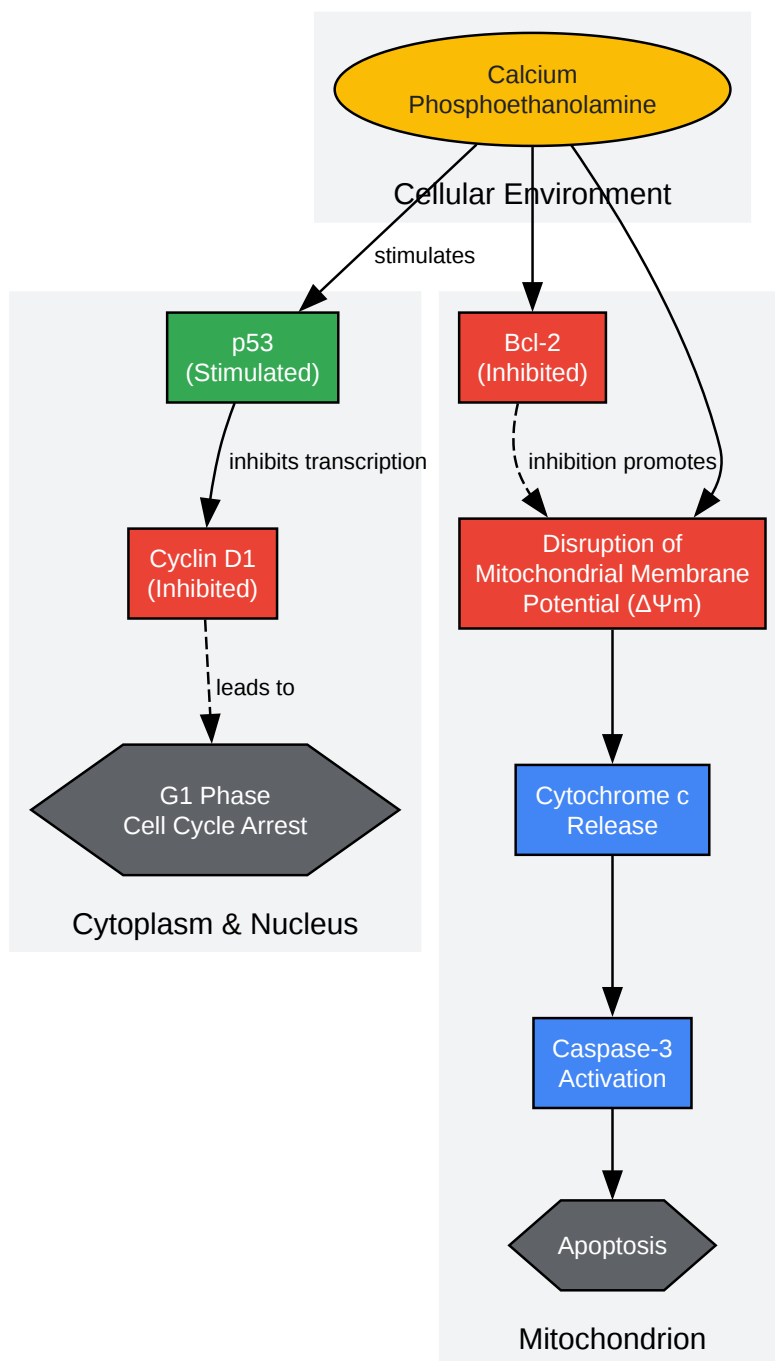 Calcium
Phosphoethanolamine
Cellular Environment
stimulates
p53
(Stimulated)
Bcl-2
(Inhibited)
inhibits transcription
inhibition promotes
Cyclin D1
(Inhibited)
Disruption of
Mitochondrial Membrane
Potential (ΔΨm)
leads to
G1 Phase
Cell Cycle Arrest
Cytochrome c
Release
Cytoplasm & Nucleus
Caspase-3
Activation
Apoptosis
Mitochondrion